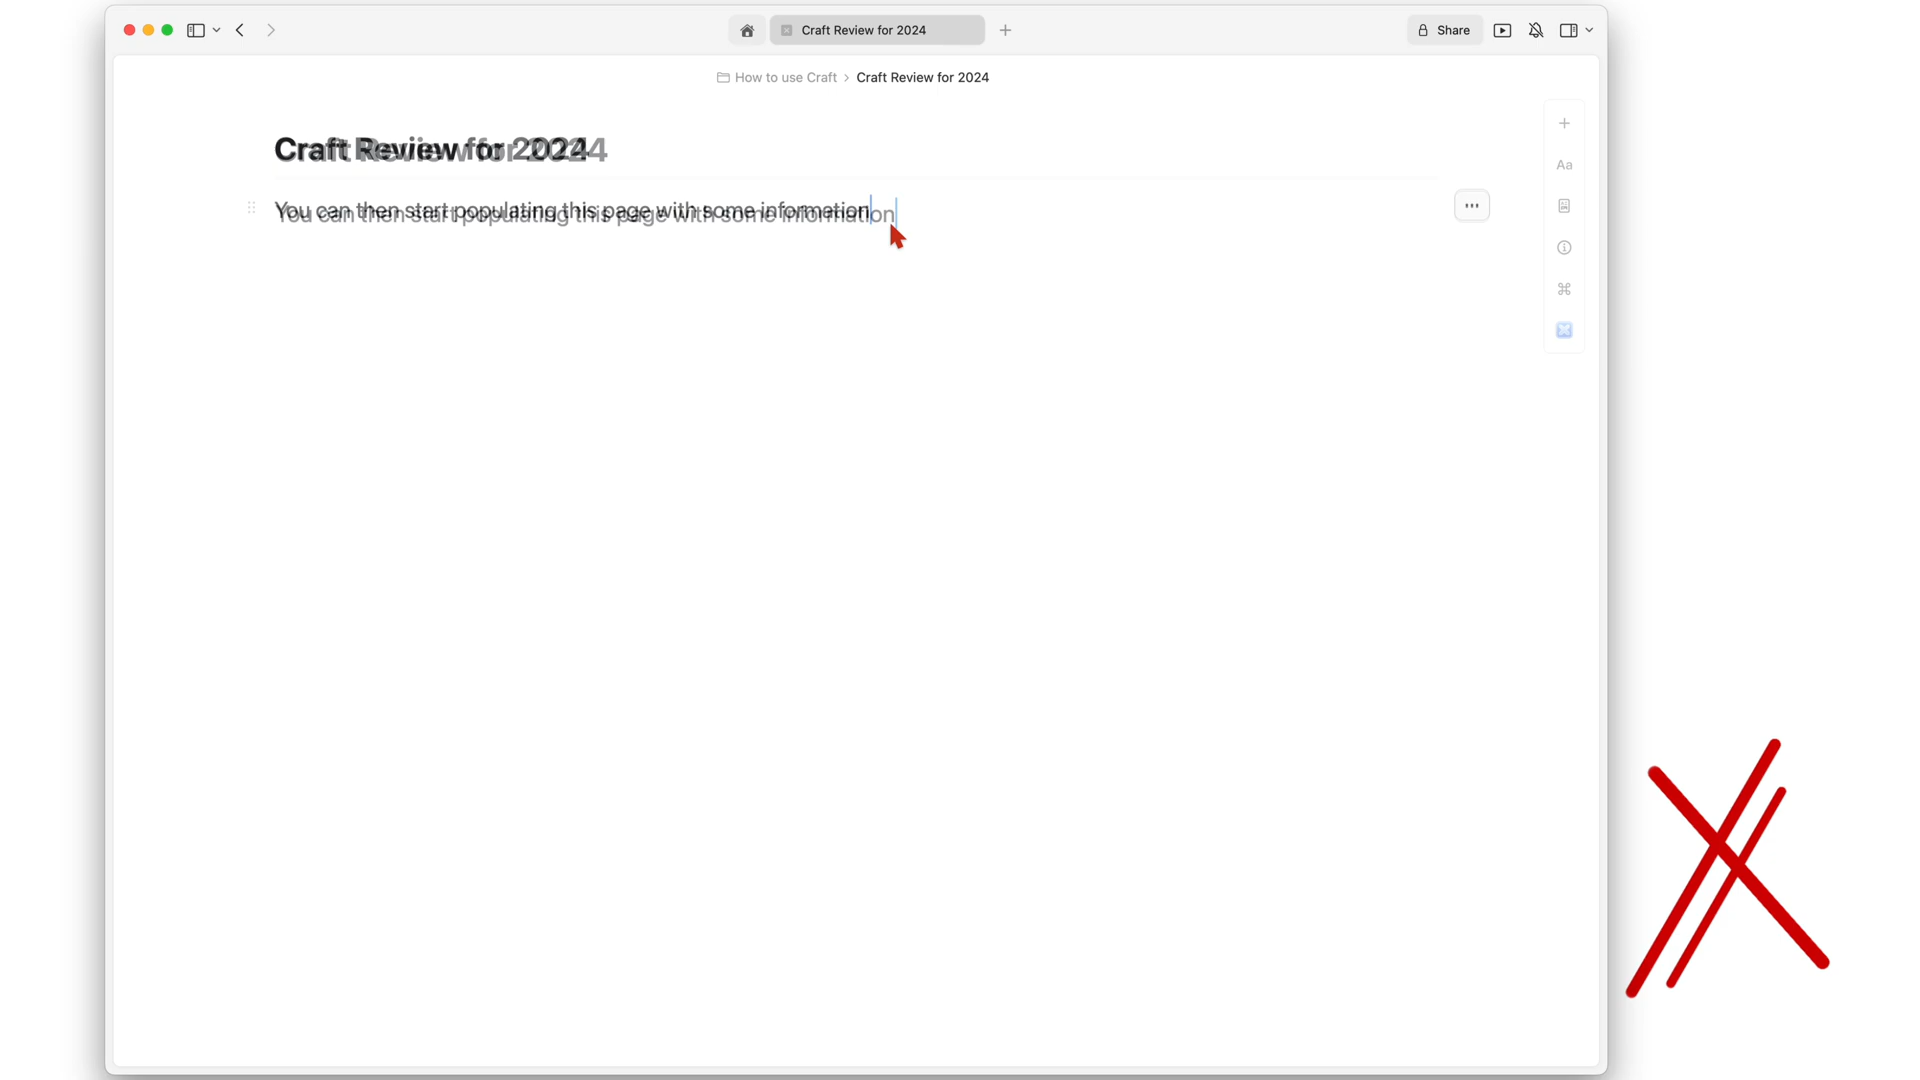 Craft Review for 2024
Share
How to use Craft › Craft Review for 2024
Craft Review for 2024
You can then start populating this page with some information
Aa